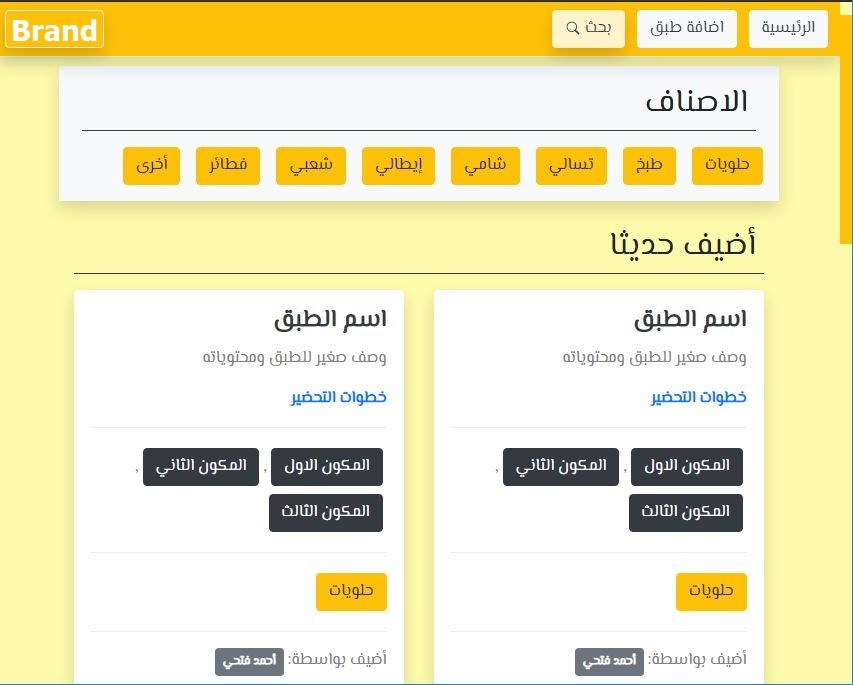 الرئيسية اضافة طبق بحث Brand
الاصناف
حلويات طبخ تسالي شامي إيطالي شعبي فطائر أخرى
أضيف حديثا
اسم الطبق
وصف صغير للطبق ومحتوياته
خطوات التحضير
المكون الاول , المكون الثاني ,
المكون الثالث
حلويات
أضيف بواسطة: أحمد فتحي
اسم الطبق
وصف صغير للطبق ومحتوياته
خطوات التحضير
المكون الاول , المكون الثاني ,
المكون الثالث
حلويات
أضيف بواسطة: أحمد فتحي